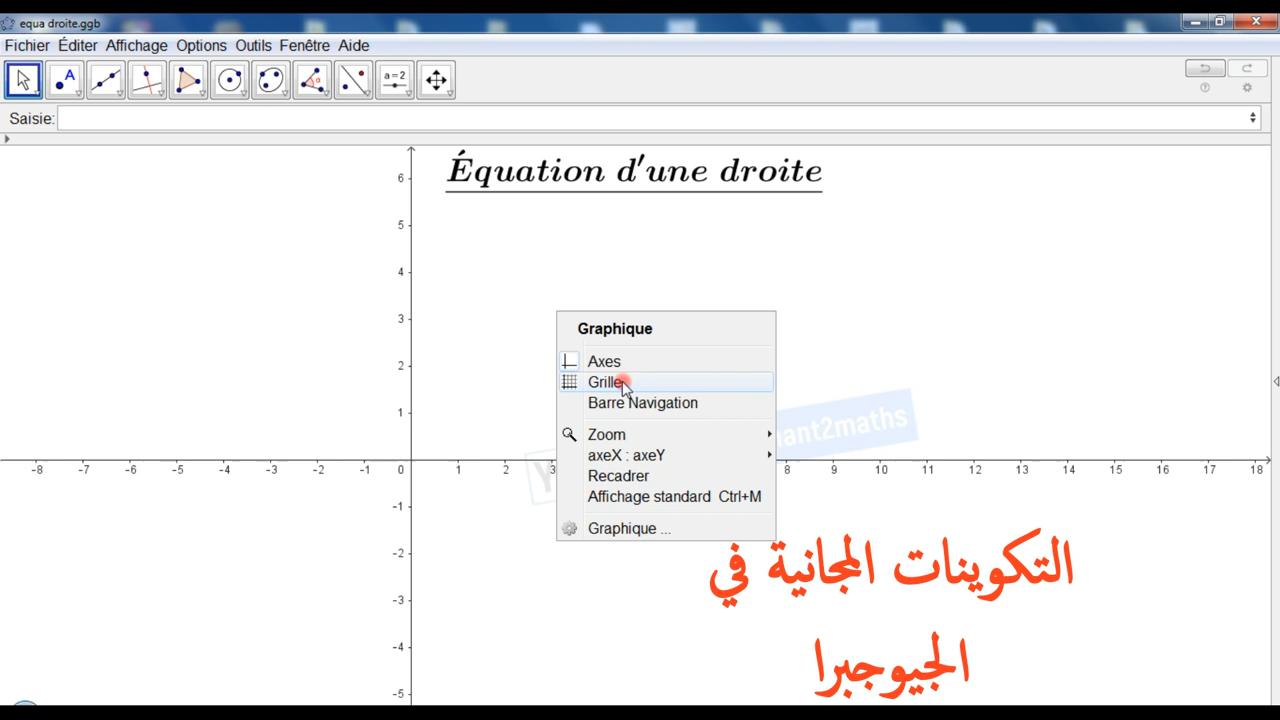 equa droite.ggb
Fichier Éditer Affichage Options Outils Fenêtre Aide
A
α
a=2
Saisie:
Équation d'une droite
6
5
4
3
2
1
-8 -7 -6 -5 -4 -3 -2 -1 0 1 2 3 8 9 10 11 12 13 14 15 16 17 18
-1
-2
-3
-4
-5
Graphique
Axes
Grille
Barre Navigation
Zoom
axeX : axeY
Recadrer
Affichage standard Ctrl+M
Graphique ...
ant2maths
التكوينات المجانية في
الجيوجبرا